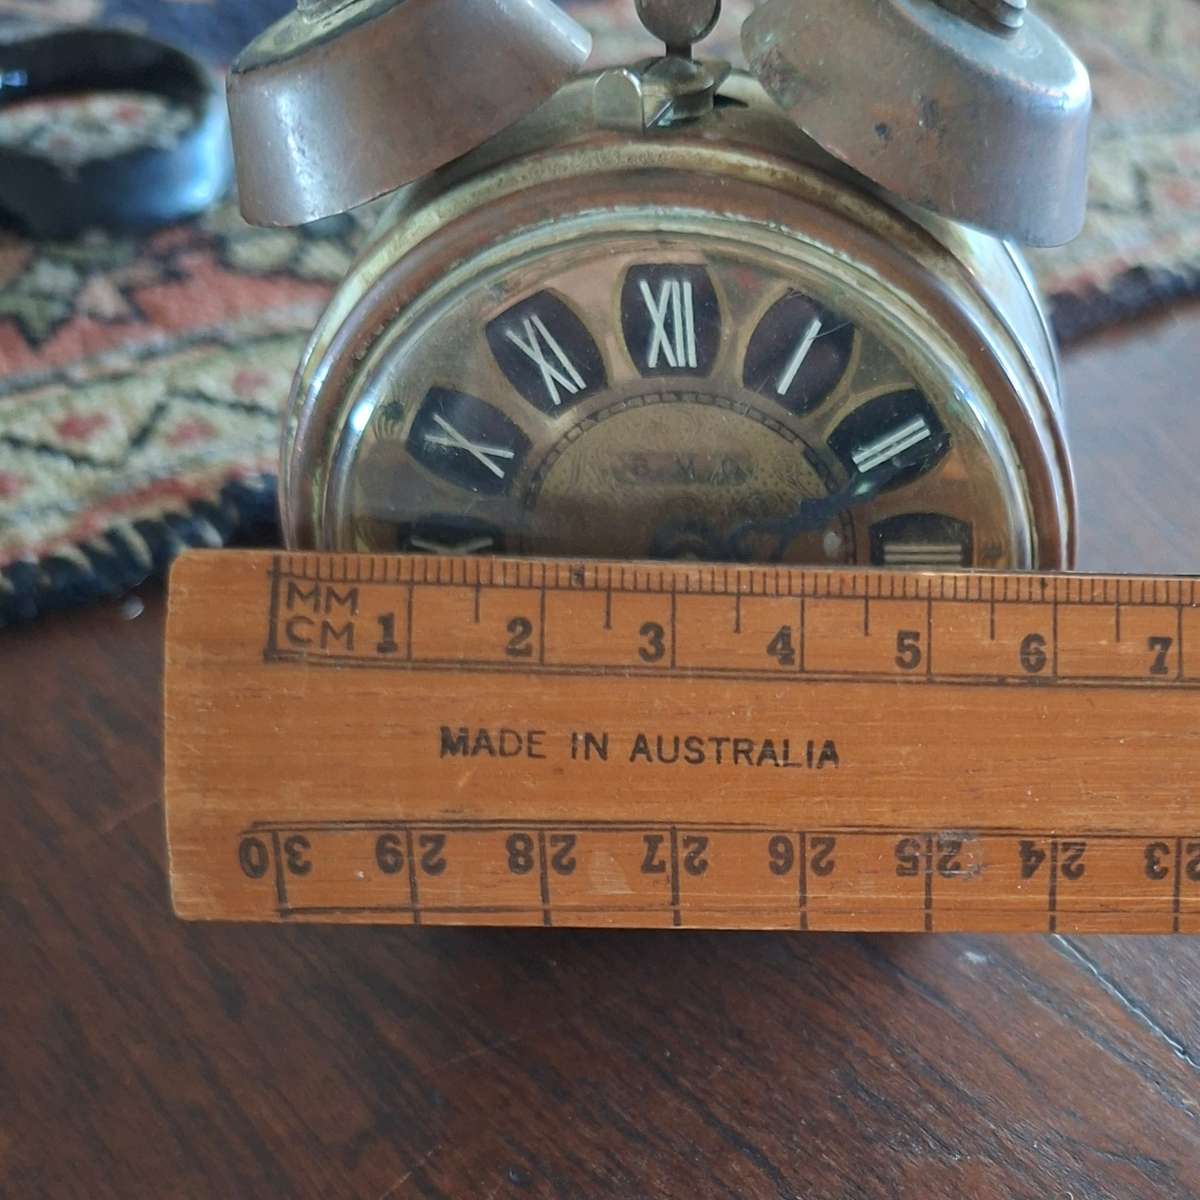 XII
XI
I
X
II
MM
CM 1 2 3 4 5 6 7
MADE IN AUSTRALIA
30 29 28 27 26 25 24 23